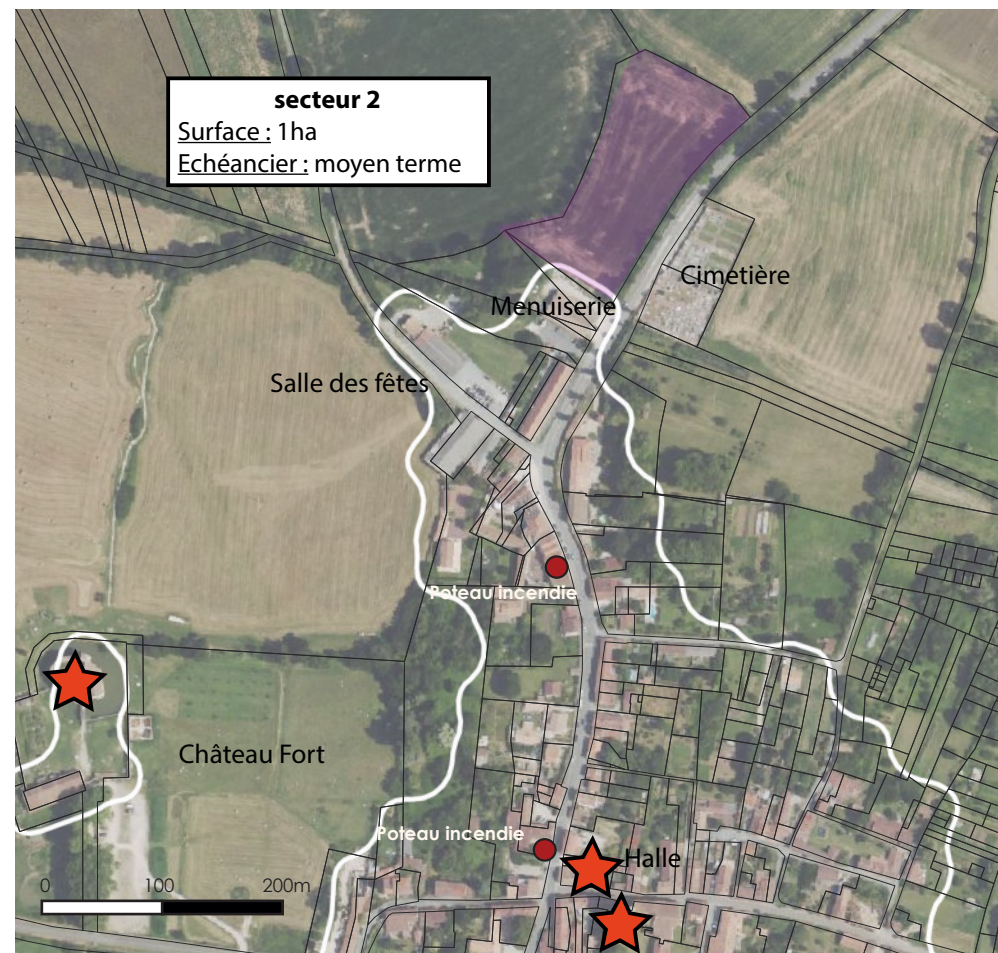 secteur 2
Surface : 1ha
Echéancier : moyen terme
Cimetière
Menuiserie
Salle des fêtes
Poteau incendie
Château Fort
Poteau incendie
Halle
0 100 200m